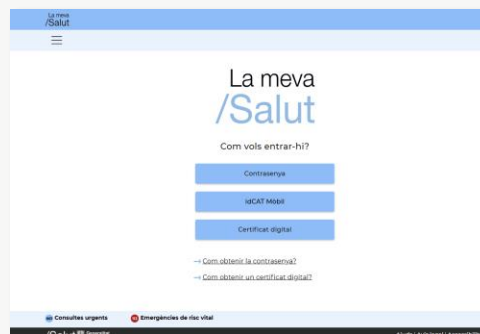 La meva
/Salut
La meva
/Salut
Com vols entrar-hi?
Contrasenya
idCAT Mòbil
Certificat digital
→ Com obtenir la contrasenya?
→ Com obtenir un certificat digital?
Consultes urgents
Emergències de risc vital